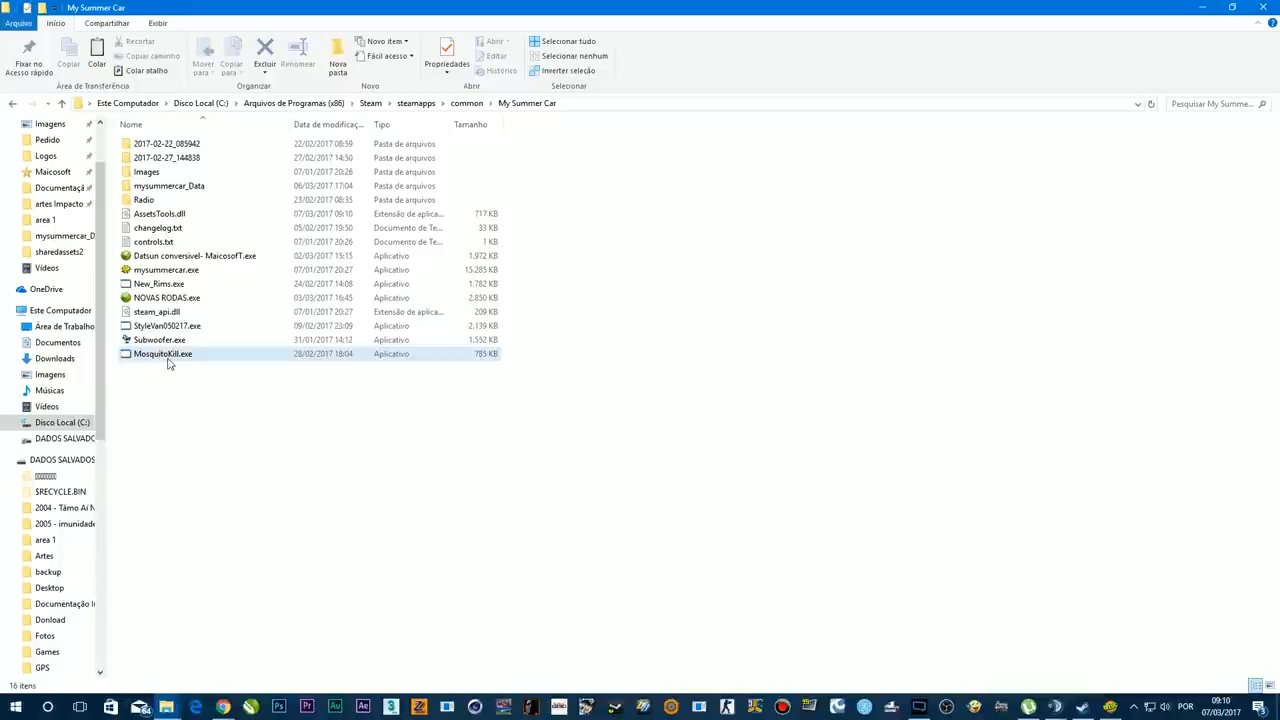 My Summer Car
Arquivo Início Compartilhar Exibir
Fixar no Acesso rápido
Copiar
Colar
Recortar
Copiar caminho
Colar atalho
Área de Transferência
Mover para
Copiar para
Excluir
Renomear
Organizar
Nova pasta
Novo item
Fácil acesso
Novo
Propriedades
Abrir
Editar
Histórico
Abrir
Selecionar tudo
Selecionar nenhum
Inverter seleção
Selecionar
Este Computador > Disco Local (C:) > Arquivos de Programas (x86) > Steam > steamapps > common > My Summer Car
Pesquisar My Summe...
Nome Data de modificaç... Tipo Tamanho
2017-02-22_085942 22/02/2017 08:59 Pasta de arquivos
2017-02-27_144838 27/02/2017 14:50 Pasta de arquivos
Images 07/01/2017 20:26 Pasta de arquivos
mysummercar_Data 06/03/2017 17:04 Pasta de arquivos
Radio 23/02/2017 08:35 Pasta de arquivos
AssetsTools.dll 07/03/2017 09:10 Extensão de aplica... 717 KB
changelog.txt 05/02/2017 19:50 Documento de Te... 33 KB
controls.txt 07/01/2017 20:26 Documento de Te... 1 KB
Datsun conversivel- MaicosofT.exe 02/03/2017 15:15 Aplicativo 1.972 KB
mysummercar.exe 07/01/2017 20:27 Aplicativo 15.285 KB
New_Rims.exe 24/02/2017 14:08 Aplicativo 1.782 KB
NOVAS RODAS.exe 03/03/2017 16:45 Aplicativo 2.850 KB
steam_api.dll 07/01/2017 20:27 Extensão de aplica... 209 KB
StyleVan050217.exe 09/02/2017 23:09 Aplicativo 2.139 KB
Subwoofer.exe 31/01/2017 14:12 Aplicativo 1.552 KB
MosquitoKill.exe 28/02/2017 18:04 Aplicativo 785 KB
Imagens
Pedido
Logos
Maicosoft
Documentaçã
artes Impacto
area 1
mysummercar_D
sharedassets2
Vídeos
OneDrive
Este Computador
Área de Trabalho
Documentos
Downloads
Imagens
Músicas
Vídeos
Disco Local (C:)
DADOS SALVADO
DADOS SALVADOS
$RECYCLE.BIN
2004 - Tâmo Aí N
2005 - imunidade
area 1
Artes
backup
Desktop
Documentação I
Donload
Fotos
Games
GPS
16 itens
64
Ps Pr Au Ae
POR
09:10
07/03/2017
3